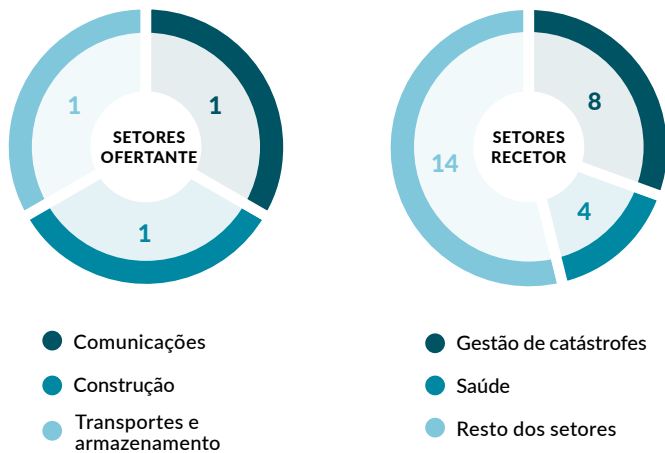 1
1
SETORES
OFERTANTE
1
Comunicações
Construção
Transportes e
armazenamento
8
SETORES
RECETOR
14
4
Gestão de catástrofes
Saúde
Resto dos setores